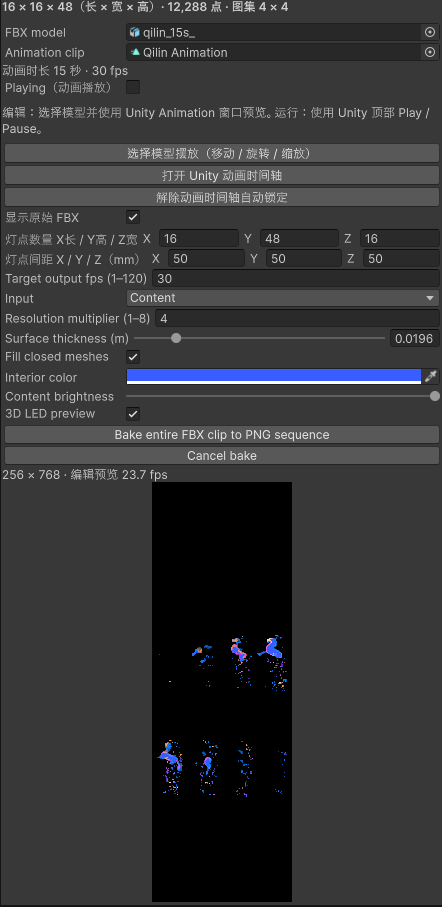 16 × 16 × 48（长 × 宽 × 高）· 12,288 点 · 图集 4 × 4
FBX model qilin_15s_
Animation clip Qilin Animation
动画时长 15 秒 · 30 fps
Playing（动画播放）
编辑：选择模型并使用 Unity Animation 窗口预览。运行：使用 Unity 顶部 Play /
Pause。
选择模型摆放（移动 / 旋转 / 缩放）
打开 Unity 动画时间轴
解除动画时间轴自动锁定
显示原始 FBX
灯点数量 X长 / Y高 / Z宽 X 16 Y 48 Z 16
灯点间距 X / Y / Z（mm） X 50 Y 50 Z 50
Target output fps (1–120) 30
Input Content
Resolution multiplier (1–8) 4
Surface thickness (m) 0.0196
Fill closed meshes
Interior color
Content brightness
3D LED preview
Bake entire FBX clip to PNG sequence
Cancel bake
256 × 768 · 编辑预览 23.7 fps